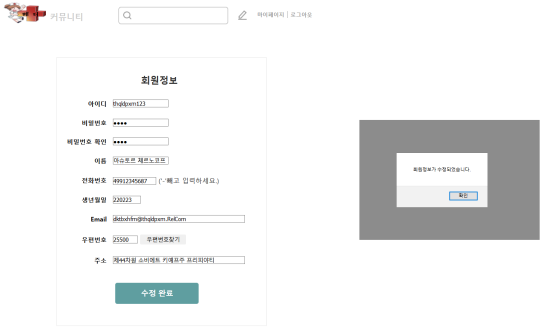 커뮤니티
마이페이지 | 로그아웃
회원정보
아이디 thqldpxm123
비밀번호 ●●●●
비밀번호 확인 ●●●●
이름 아슈토르 체르노코프
전화번호 49912345687 ('-'빼고 입력하세요.)
생년월일 220223
Email dktbxhfm@thqldpxm.RelCom
우편번호 25500 우편번호찾기
주소 제44차원 소비에트 키예프주 프리피야티
수정 완료
회원정보가 수정되었습니다.
확인